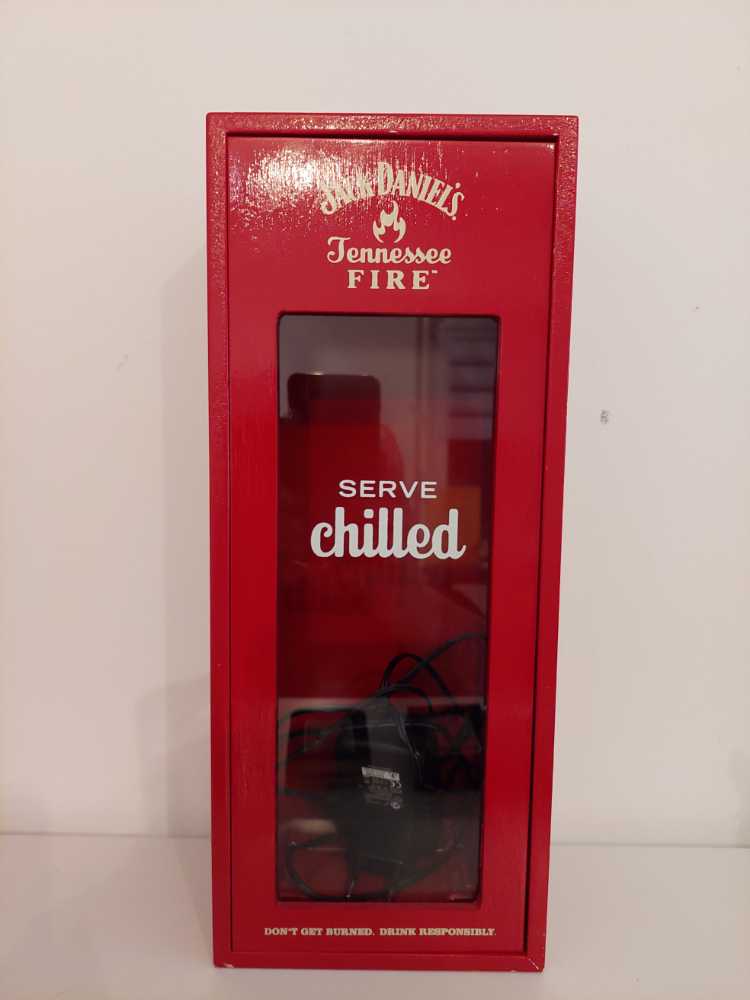 JACK DANIEL'S
Tennessee
FIRE™
SERVE
chilled
DON'T GET BURNED. DRINK RESPONSIBLY.